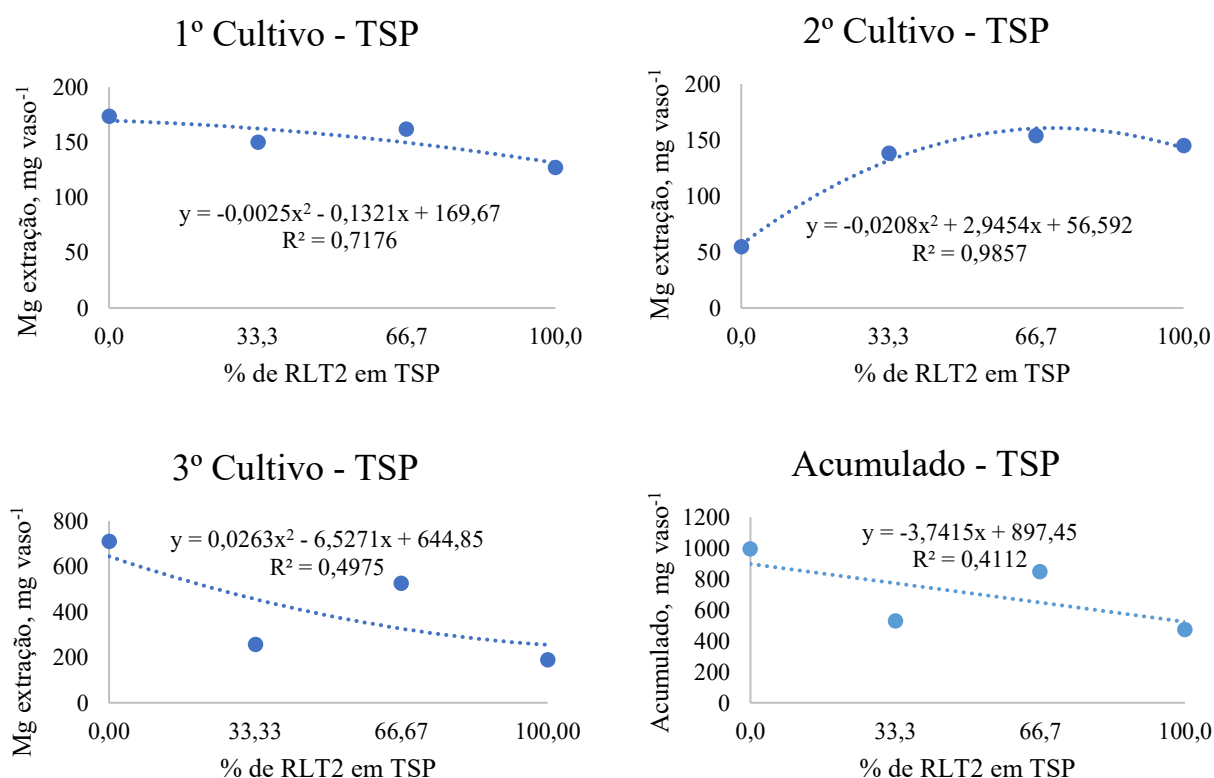 1º Cultivo - TSP
Mg extração, mg vaso⁻¹
200
150
100
50
0
y = -0,0025x² - 0,1321x + 169,67
R² = 0,7176
0,0 33,3 66,7 100,0
% de RLT2 em TSP
2º Cultivo - TSP
Mg extração, mg vaso⁻¹
200
150
100
50
0
y = -0,0208x² + 2,9454x + 56,592
R² = 0,9857
0,0 33,3 66,7 100,0
% de RLT2 em TSP
3º Cultivo - TSP
Mg extração, mg vaso⁻¹
800
600
400
200
0
y = 0,0263x² - 6,5271x + 644,85
R² = 0,4975
0,00 33,33 66,67 100,00
% de RLT2 em TSP
Acumulado - TSP
Acumulado, mg vaso⁻¹
1200
1000
800
600
400
200
0
y = -3,7415x + 897,45
R² = 0,4112
0,0 33,3 66,7 100,0
% de RLT2 em TSP